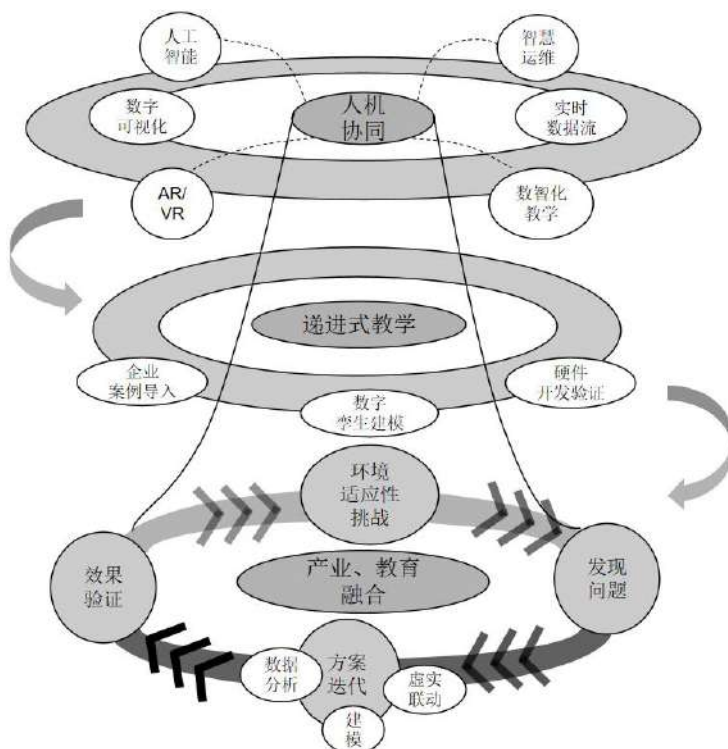 人工
智能
智慧
运维
数字
可视化
人机
协同
实时
数据流
AR/
VR
数智化
教学
递进式教学
企业
案例导入
数字
孪生建模
硬件
开发验证
环境
适应性
挑战
效果
验证
产业、教育
融合
发现
问题
数据
分析
方案
迭代
虚实
联动
建
模